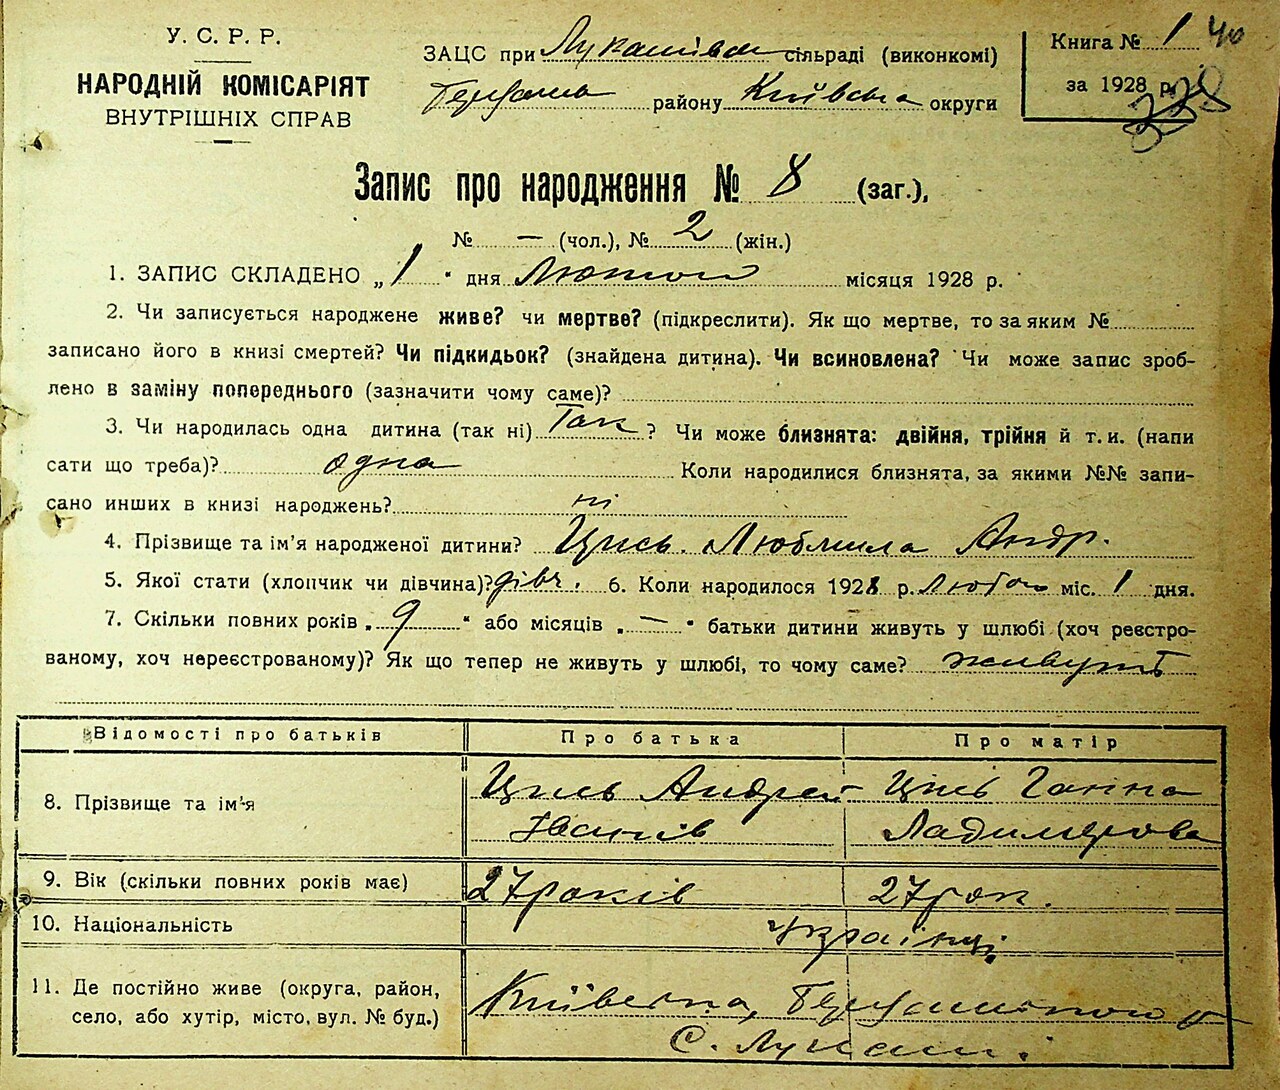 У. С. Р. Р.
НАРОДНІЙ КОМІСАРІЯТ
ВНУТРІШНІХ СПРАВ
ЗАЦС при сільраді (виконкомі)
району Київська округи
Книга № 1 40
за 1928 р.
338
Запис про народження № 8 (заг.),
№ — (чол.), № 2 (жін.)
1. ЗАПИС СКЛАДЕНО „1“ дня Лютого місяця 1928 р.
2. Чи записується народжене живе? чи мертве? (підкреслити). Як що мертве, то за яким №
записано його в книзі смертей? Чи підкидьок? (знайдена дитина). Чи всиновлена? Чи може запис зроб-
лено в заміну попереднього (зазначити чому саме)?
3. Чи народилась одна дитина (так ні) Так ? Чи може близнята: двійня, трійня й т. и. (напи
сати що треба)? одна Коли народилися близнята, за якими №№ запи-
сано инших в книзі народжень? ні
4. Прізвище та ім'я народженої дитини? Цісь Людмила Андр.
5. Якої стати (хлопчик чи дівчина)? дівч. 6. Коли народилося 1928 р. Лютого міс. 1 дня.
7. Скільки повних років „9“ або місяців „—“ батьки дитини живуть у шлюбі (хоч реєстро-
ваному, хоч нереєстрованому)? Як що тепер не живуть у шлюбі, то чому саме? живуть
Відомості про батьків Про батька Про матір
8. Прізвище та ім'я Цісь Андрей Цісь Ганна
Іванів
9. Вік (скільки повних років має) 27 років 27 рок.
10. Національність українці
11. Де постійно живе (округа, район, Київська,
село, або хутір, місто, вул. № буд.) С. Лукаші